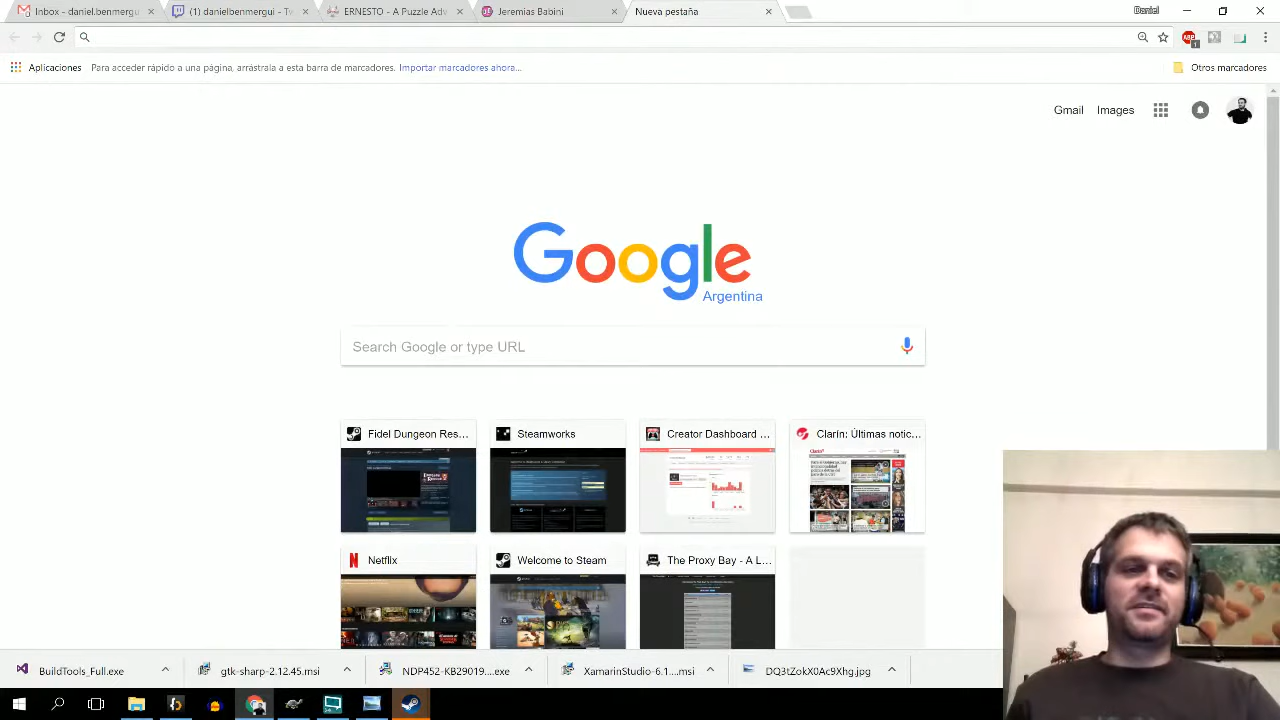 Inbox - daniel.benmergui
(1) danielbenmergui - Tw
ERNESTO - A Puzzle Adv
Jeremias Babini
Nueva pestaña
Daniel
Aplicaciones
Para acceder rápido a una página, arrástrala a esta barra de marcadores.
Importar marcadores ahora...
Otros marcadores
Gmail
Images
Google
Argentina
Search Google or type URL
Fidel Dungeon Res...
Steamworks
Creator Dashboard ...
Clarín: Últimas notic...
Netflix
Welcome to Steam
The Proxy Bay - A L...
BuildTools_Full.exe
gtk-sharp-2.12.45.msi
NDP452-KB29019....exe
XamarinStudio-6.1....msi
DQ3tZokX0Ac9Xhg.jpg